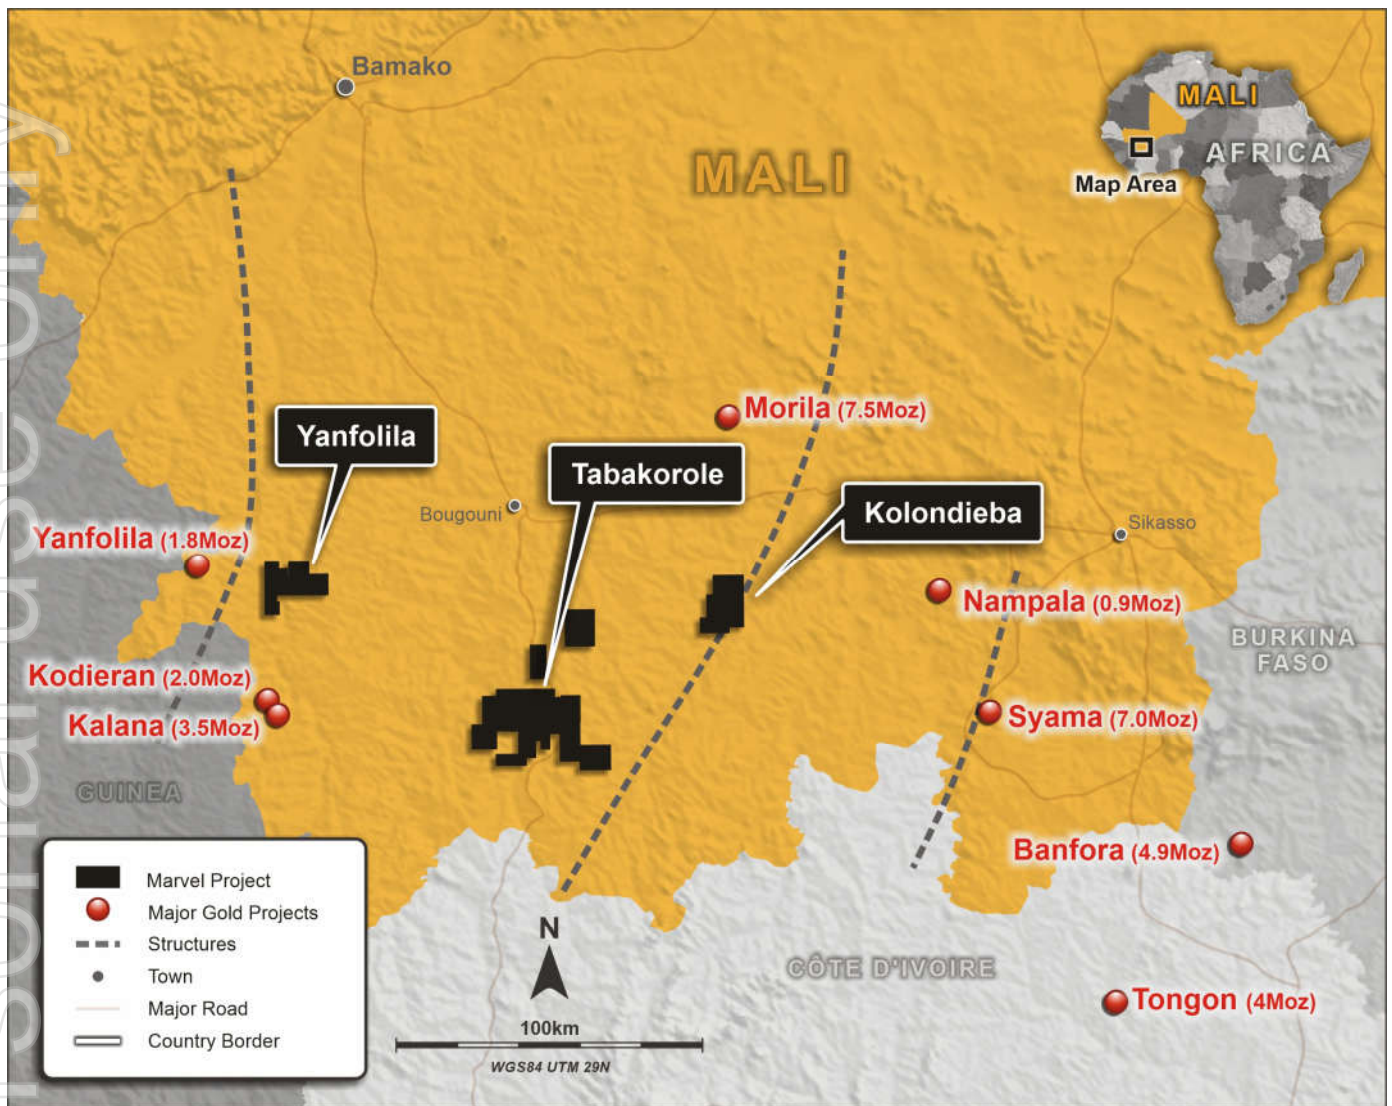 Bamako
MALI
MALI
AFRICA
Map Area
Morila (7.5Moz)
Yanfolila
Tabakorole
Kolondieba
Bougouni
Sikasso
Yanfolila (1.8Moz)
Nampala (0.9Moz)
BURKINA
FASO
Kodieran (2.0Moz)
Kalana (3.5Moz)
Syama (7.0Moz)
GUINEA
Banfora (4.9Moz)
Marvel Project
Major Gold Projects
Structures
Town
Major Road
Country Border
N
CÔTE D'IVOIRE
Tongon (4Moz)
100km
WGS84 UTM 29N